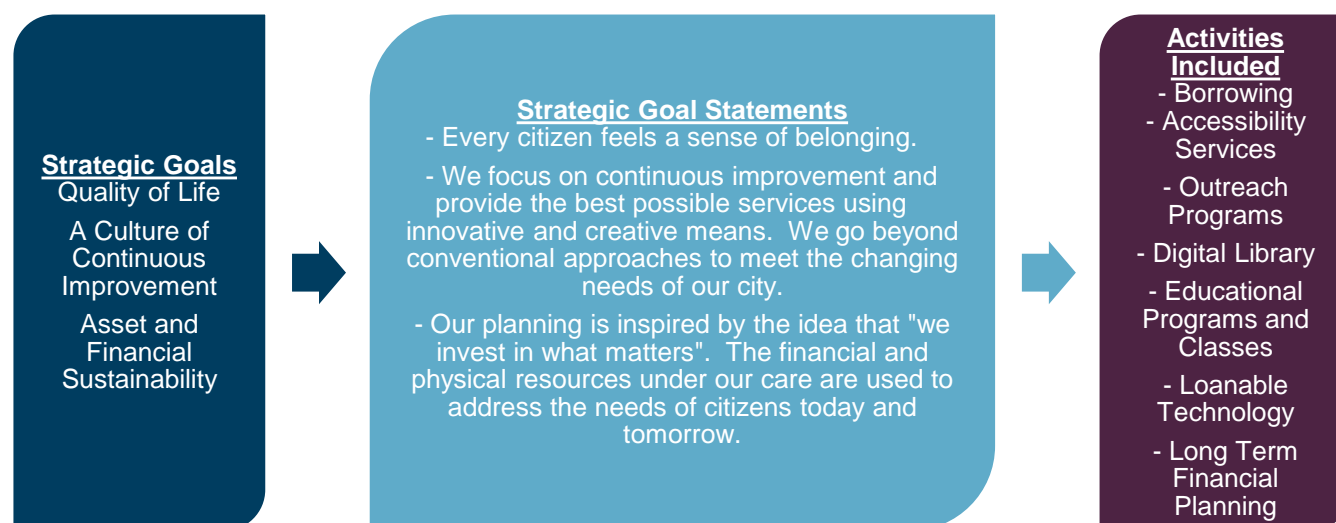 Strategic Goals
Quality of Life
A Culture of
Continuous
Improvement
Asset and
Financial
Sustainability
Strategic Goal Statements
- Every citizen feels a sense of belonging.
- We focus on continuous improvement and
provide the best possible services using
innovative and creative means.  We go beyond
conventional approaches to meet the changing
needs of our city.
- Our planning is inspired by the idea that "we
invest in what matters".  The financial and
physical resources under our care are used to
address the needs of citizens today and
tomorrow.
Activities
Included
- Borrowing
- Accessibility
Services
- Outreach
Programs
- Digital Library
- Educational
Programs and
Classes
- Loanable
Technology
- Long Term
Financial
Planning